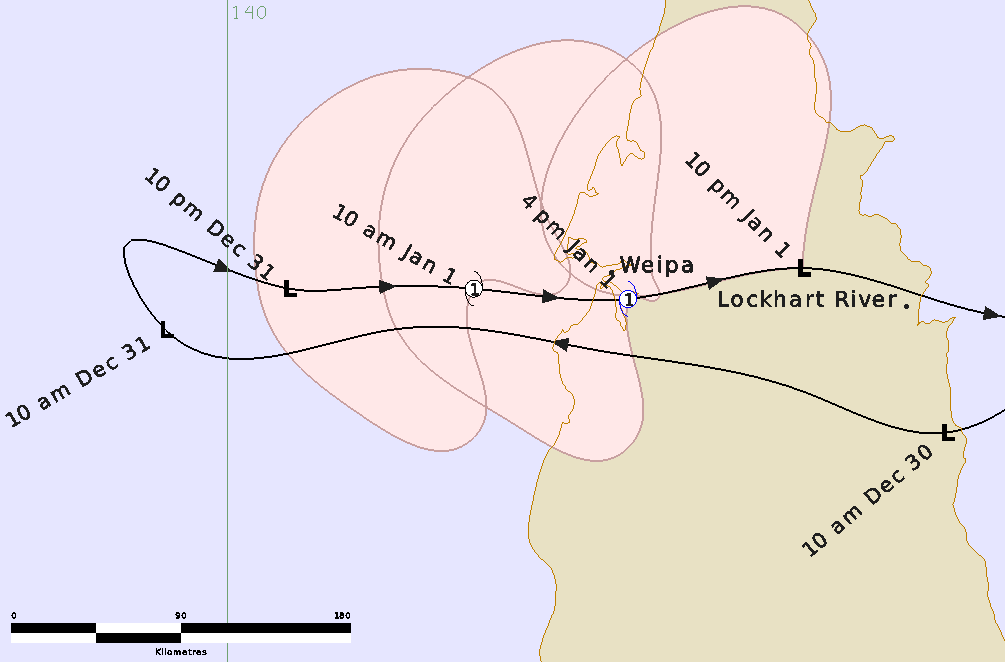 140
10 pm Dec 31
10 am Jan 1
4 pm Jan 1
10 pm Jan 1
L
1
1
L
Weipa
Lockhart River
L
10 am Dec 31
L
10 am Dec 30
0 90 180
Kilometres